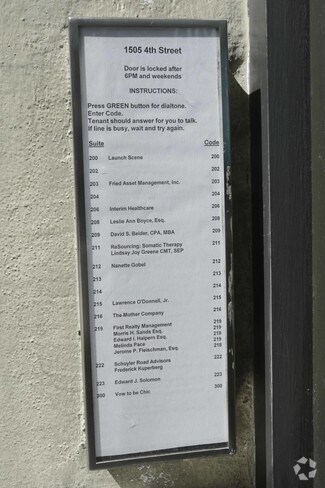 1505 4th Street
Door is locked after
6PM and weekends
INSTRUCTIONS:
Press GREEN button for dialtone.
Enter Code.
Tenant should answer for you to talk.
If line is busy, wait and try again.
Suite Code
200 Launch Scene 200
202 202
203 Fried Asset Management, Inc. 203
204 204
206 Interim Healthcare 206
208 Leslie Ann Boyce, Esq. 208
209 David S. Beider, CPA, MBA 209
211 ReSourcing: Somatic Therapy 211
Lindsay Joy Greene CMT, SEP
212 Nanette Gobel 212
213 213
214 214
215 Lawrence O'Donnell, Jr. 215
216 The Mother Company 216
219 First Realty Management 219
Morris H. Sands Esq. 219
Edward I. Halpern Esq. 219
Melinda Pace 219
Jerome P. Fleischman, Esq. 219
222 Schuyler Road Advisors 222
Frederick Kuperberg
223 Edward J. Solomon 223
300 Vow to be Chic 300